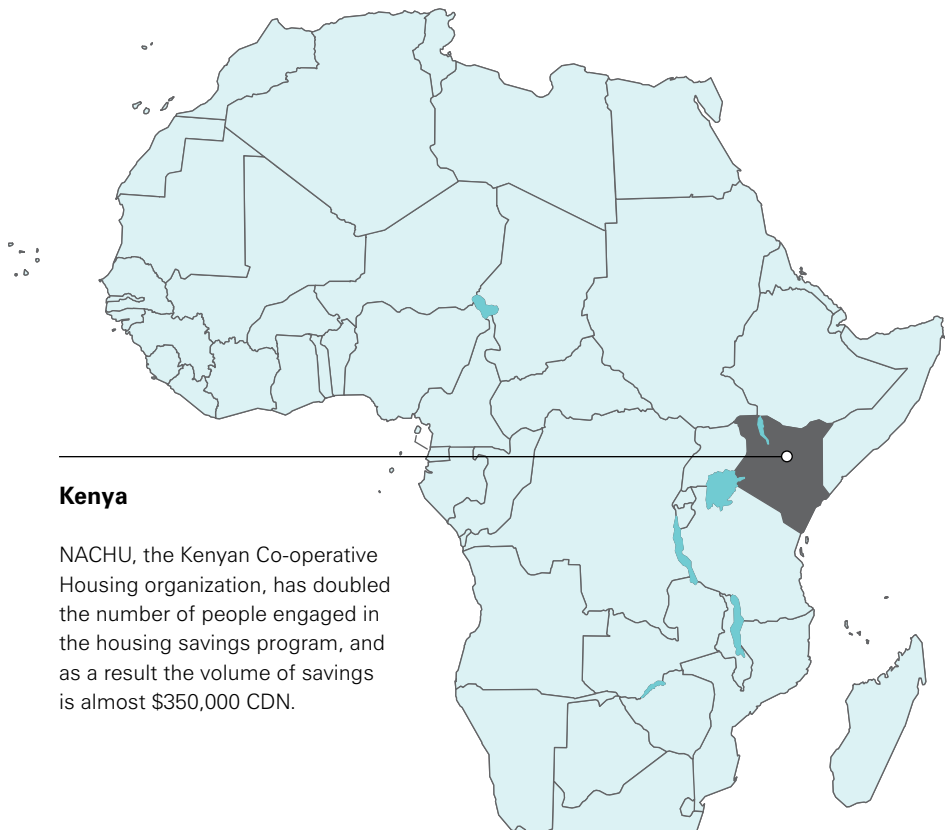 Kenya
NACHU, the Kenyan Co-operative
Housing organization, has doubled
the number of people engaged in
the housing savings program, and
as a result the volume of savings
is almost $350,000 CDN.